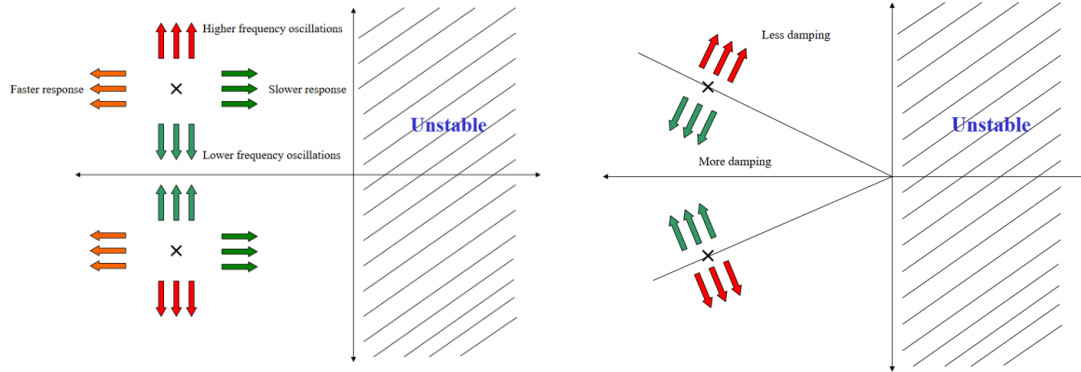 Higher frequency oscillations
Faster response
Slower response
Unstable
Lower frequency oscillations
Less damping
Unstable
More damping